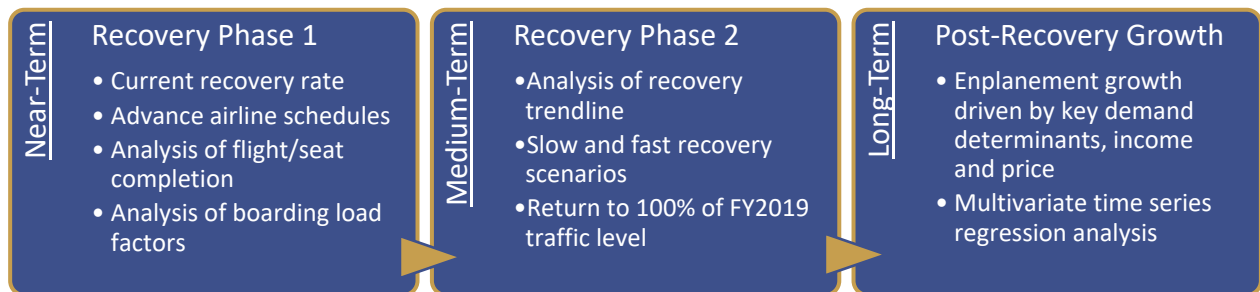 Near-Term
Recovery Phase 1
• Current recovery rate
• Advance airline schedules
• Analysis of flight/seat
completion
• Analysis of boarding load
factors
Medium-Term
Recovery Phase 2
•Analysis of recovery
trendline
•Slow and fast recovery
scenarios
•Return to 100% of FY2019
traffic level
Long-Term
Post-Recovery Growth
• Enplanement growth
driven by key demand
determinants, income
and price
• Multivariate time series
regression analysis